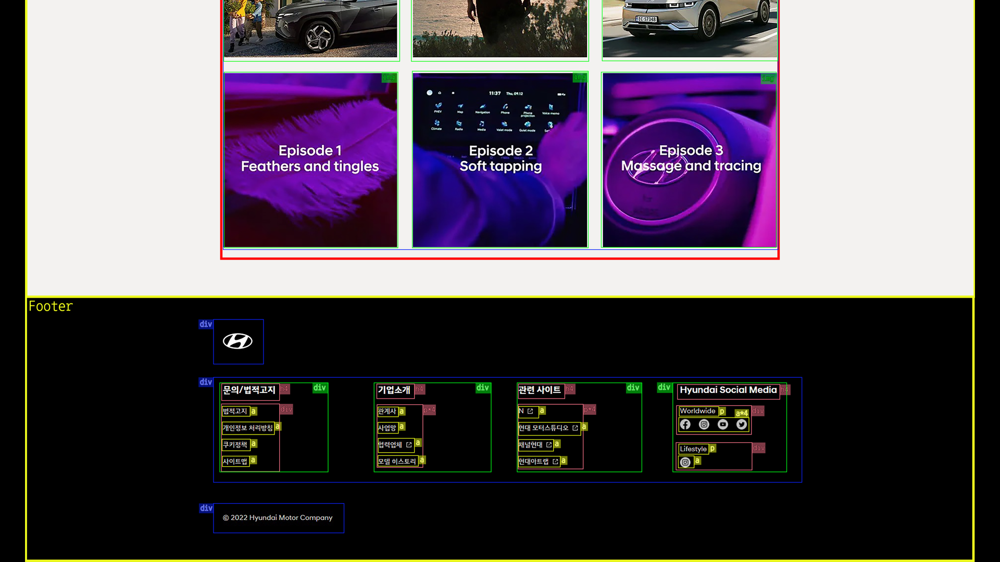 EC 57348
img
img
img
11:37 Thu, 09.12
PHEV Map Navigation Phone Phone projection Voice memo
Climate Radio Media Valet mode Quiet mode
Episode 1
Feathers and tingles
Episode 2
Soft tapping
Episode 3
Massage and tracing
Footer
div
div
문의/법적고지 h4 div
법적고지 a div
개인정보 처리방침 a
쿠키정책 a
사이트맵 a
기업소개 h4 div
관계사 a p*4
사업망 a
협력업체 a
모델 히스토리 a
관련 사이트 h4 div
N a p*4
현대 모터스튜디오 a
채널현대 a
현대아트랩 a
div Hyundai Social Media h4
Worldwide p a*4 div
Lifestyle p div
a
div
© 2022 Hyundai Motor Company